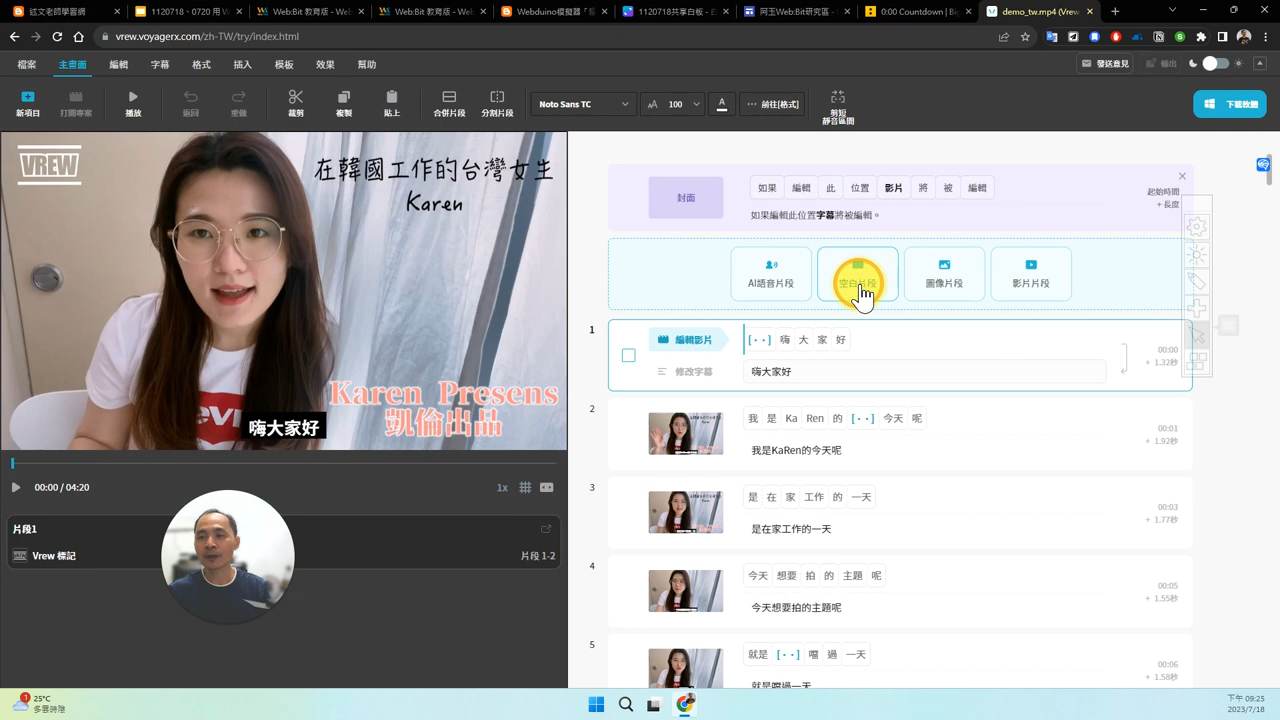 述文老師學習網
1120718、0720 用 V
Web:Bit 教育版 - We
Web:Bit 教育版 - We
Webduino模擬器『
1120718共享白板 -
阿玉Web:Bit研究區 -
0:00 Countdown | Bi
demo_tw.mp4 (Vrew
vrew.voyagerx.com/zh-TW/try/index.html
檔案
主畫面
編輯
字幕
格式
插入
模板
效果
幫助
發送意見
輸出
新項目
打開專案
播放
返回
重做
裁剪
複製
貼上
合併片段
分割片段
Noto Sans TC
100
前往[格式]
剪短
靜音區間
下載軟體
VREW
在韓國工作的台灣女生
Karen
Karen Presens
凱倫出品
嗨大家好
00:00 / 04:20
1x
片段1
Vrew 標記
片段 1-2
封面
如果 編輯 此 位置 影片 將 被 編輯
如果編輯此位置字幕將被編輯。
起始時間
+ 長度
AI語音片段
空白片段
圖像片段
影片片段
1
編輯影片
[··] 嗨 大 家 好
修改字幕
嗨大家好
00:00
+ 1.32秒
2
我 是 Ka Ren 的 [··] 今天 呢
我是KaRen的今天呢
00:01
+ 1.92秒
3
是 在 家 工作 的 一天
是在家工作的一天
00:03
+ 1.77秒
4
今天 想要 拍 的 主題 呢
今天想要拍的主題呢
00:05
+ 1.55秒
5
就是 [··] 噹 過 一天
就是噹過一天
00:06
+ 1.58秒
1
25°C
多雲時陰
下午 09:25
2023/7/18